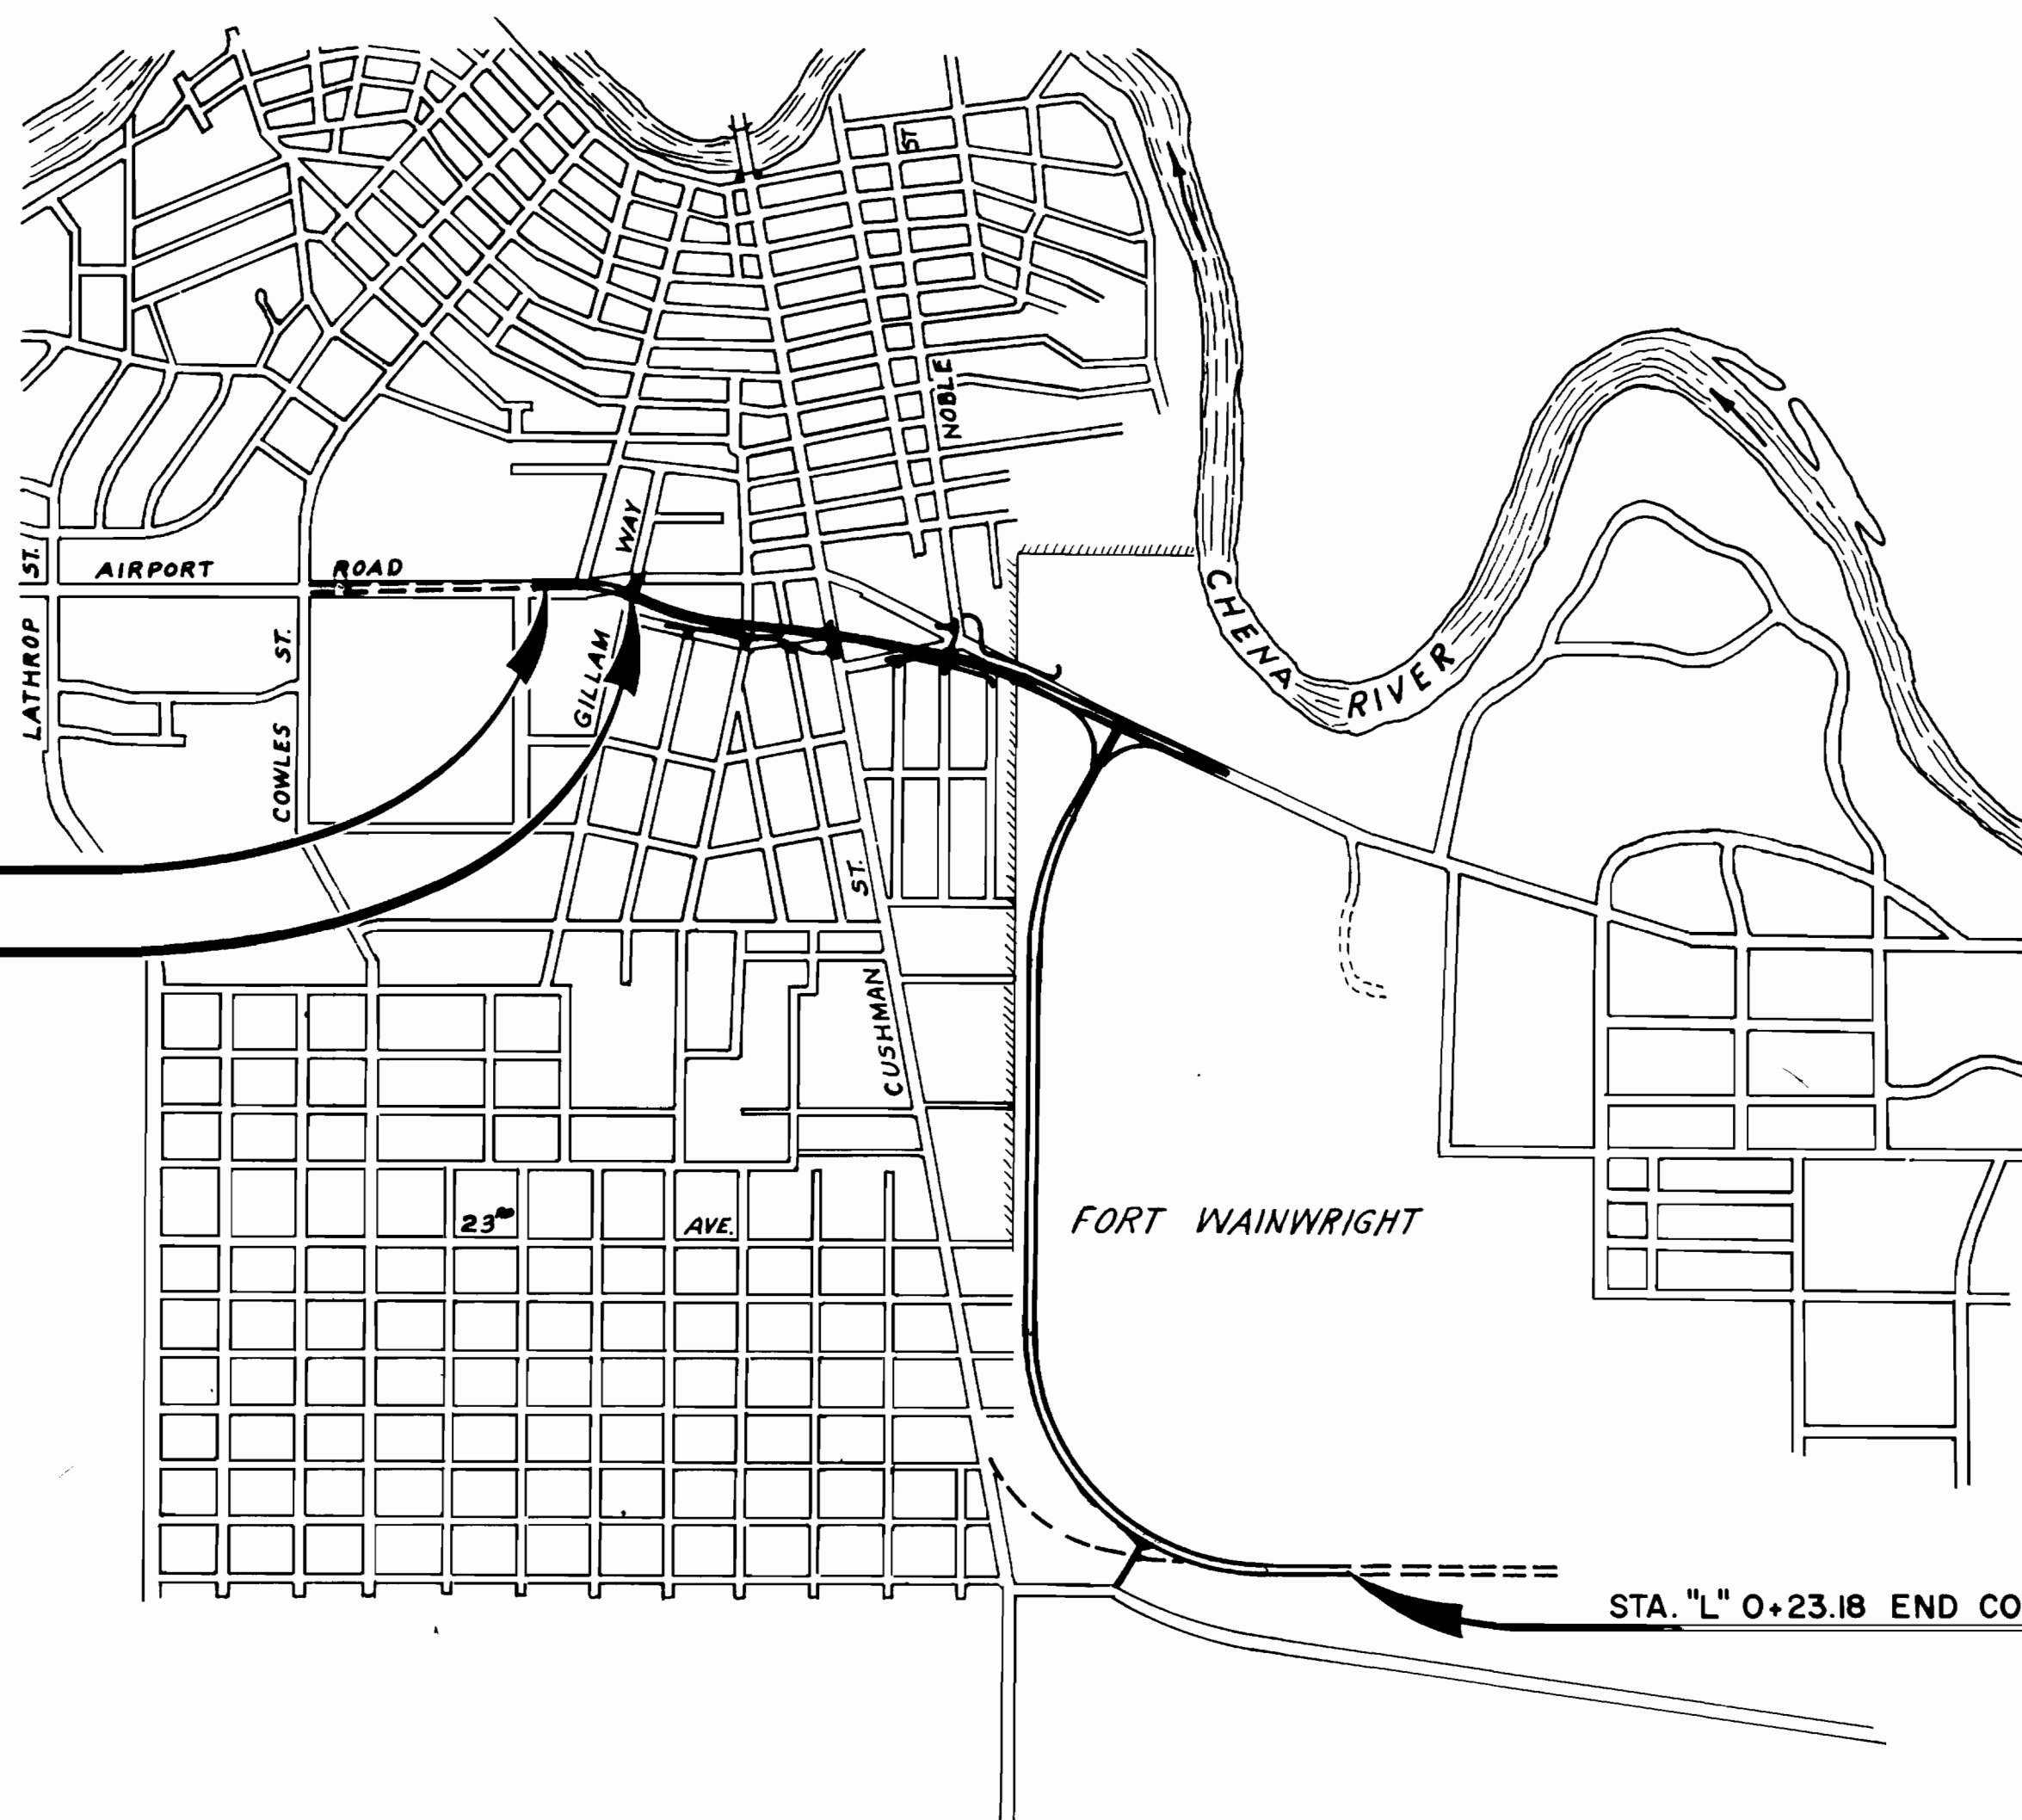 ST
NOBLE
WAY
ST.
AIRPORT ROAD
CHENA RIVER
LATHROP
ST.
GILLAM
COWLES
ST.
CUSHMAN
FORT WAINWRIGHT
23RD AVE.
STA. "L" 0+23.18 END CO